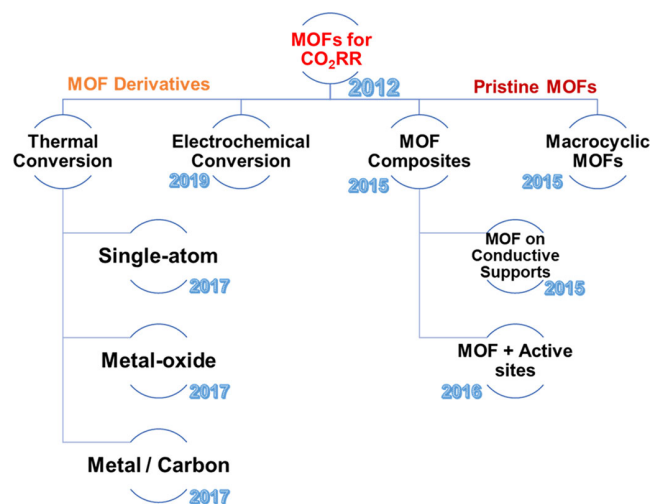 MOFs for
CO₂RR
2012
MOF Derivatives
Pristine MOFs
Thermal
Conversion
Electrochemical
Conversion
2019
MOF
Composites
2015
Macrocyclic
MOFs
2015
Single-atom
2017
Metal-oxide
2017
Metal / Carbon
2017
MOF on
Conductive
Supports
2015
MOF + Active
sites
2016